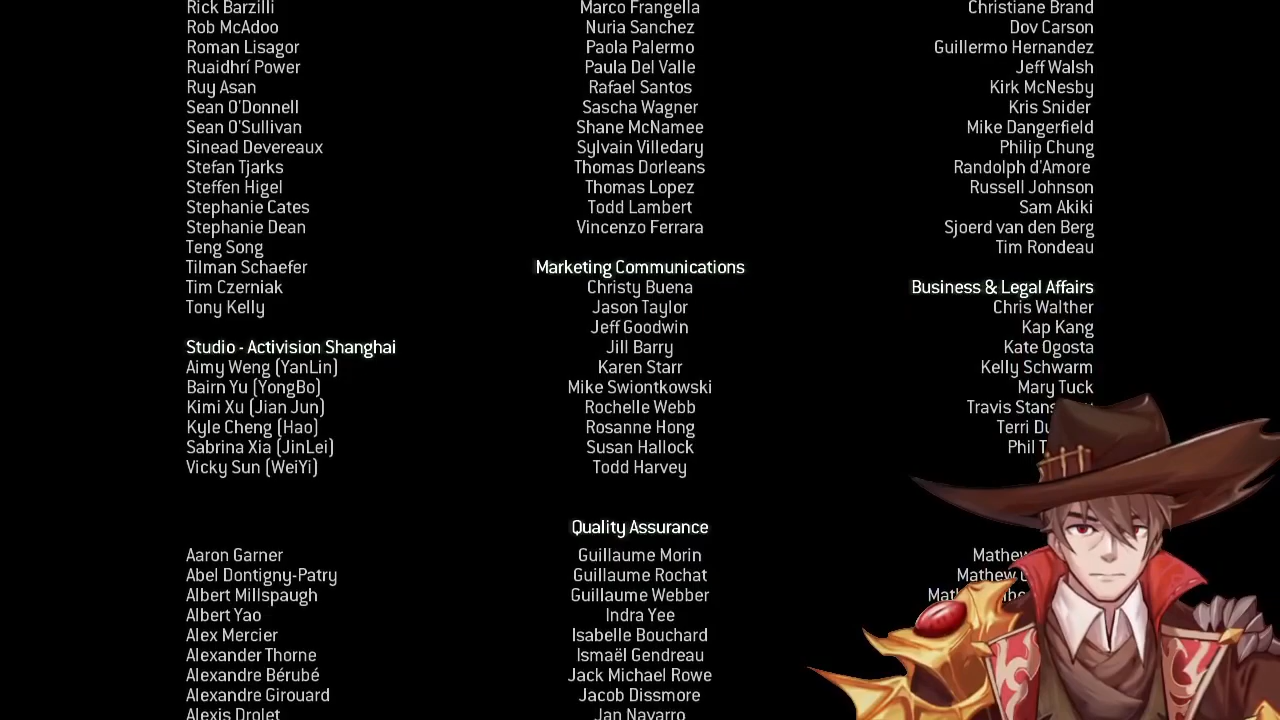 Rick Barzilli
Rob McAdoo
Roman Lisagor
Ruaidhrí Power
Ruy Asan
Sean O'Donnell
Sean O'Sullivan
Sinead Devereaux
Stefan Tjarks
Steffen Higel
Stephanie Cates
Stephanie Dean
Teng Song
Tilman Schaefer
Tim Czerniak
Tony Kelly
Studio - Activision Shanghai
Aimy Weng (YanLin)
Bairn Yu (YongBo)
Kimi Xu (Jian Jun)
Kyle Cheng (Hao)
Sabrina Xia (JinLei)
Vicky Sun (WeiYi)
Marco Frangella
Nuria Sanchez
Paola Palermo
Paula Del Valle
Rafael Santos
Sascha Wagner
Shane McNamee
Sylvain Villedary
Thomas Dorleans
Thomas Lopez
Todd Lambert
Vincenzo Ferrara
Marketing Communications
Christy Buena
Jason Taylor
Jeff Goodwin
Jill Barry
Karen Starr
Mike Swiontkowski
Rochelle Webb
Rosanne Hong
Susan Hallock
Todd Harvey
Christiane Brand
Dov Carson
Guillermo Hernandez
Jeff Walsh
Kirk McNesby
Kris Snider
Mike Dangerfield
Philip Chung
Randolph d'Amore
Russell Johnson
Sam Akiki
Sjoerd van den Berg
Tim Rondeau
Business & Legal Affairs
Chris Walther
Kap Kang
Kate Ogosta
Kelly Schwarm
Mary Tuck
Travis
Terri
Phil
Quality Assurance
Aaron Garner
Abel Dontigny-Patry
Albert Millspaugh
Albert Yao
Alex Mercier
Alexander Thorne
Alexandre Bérubé
Alexandre Girouard
Alexis Drolet
Guillaume Morin
Guillaume Rochat
Guillaume Webber
Indra Yee
Isabelle Bouchard
Ismaël Gendreau
Jack Michael Rowe
Jacob Dissmore
Jan Navarro
Mathew